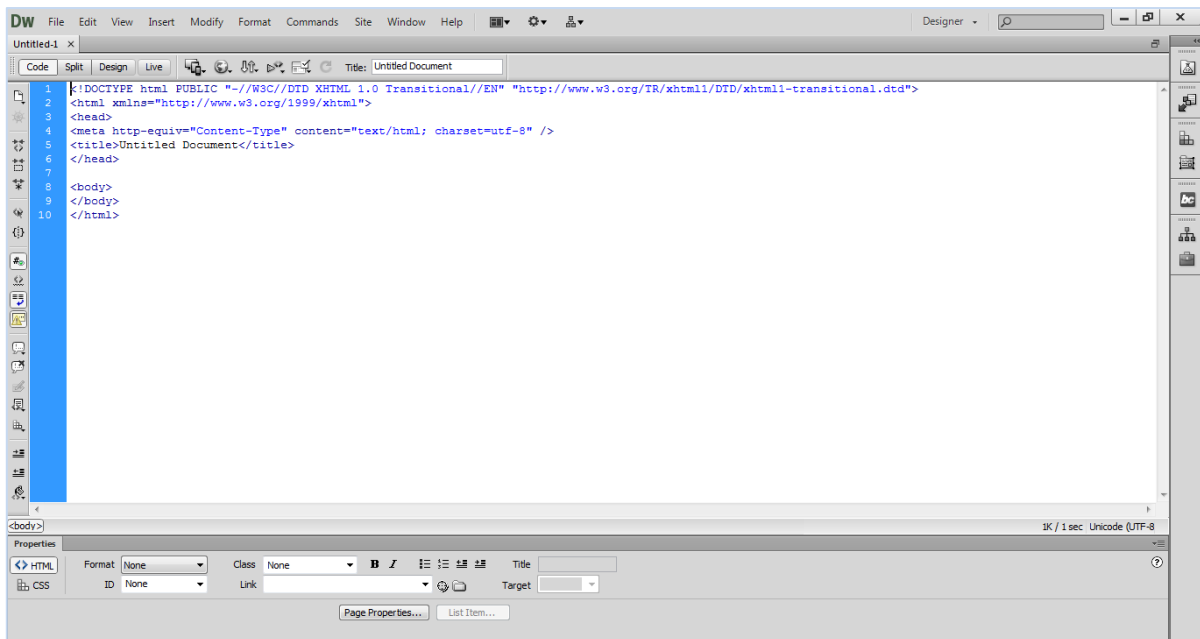 DW File Edit View Insert Modify Format Commands Site Window Help Designer
Untitled-1 ×
Code Split Design Live Title: Untitled Document
1 <!DOCTYPE html PUBLIC "-//W3C//DTD XHTML 1.0 Transitional//EN" "http://www.w3.org/TR/xhtml1/DTD/xhtml1-transitional.dtd">
2 <html xmlns="http://www.w3.org/1999/xhtml">
3 <head>
4 <meta http-equiv="Content-Type" content="text/html; charset=utf-8" />
5 <title>Untitled Document</title>
6 </head>
7
8 <body>
9 </body>
10 </html>
<body> 1K / 1 sec Unicode (UTF-8
Properties
<> HTML Format None Class None B I Title
CSS ID None Link Target
Page Properties... List Item...
bc